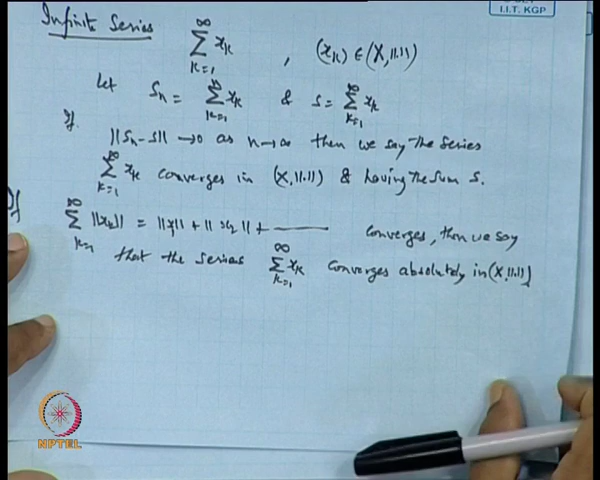 I.I.T. KGP
Infinite Series ∑_{k=1}^{∞} x_k , (x_k) ∈ (X, ||.||)
Let S_n = ∑_{k=1}^{n} x_k & s = ∑_{k=1}^{∞} x_k
If ||S_n - s|| → 0 as n → ∞ then we say the Series
∑_{k=1}^{∞} x_k converges in (X, ||.||) & having the sum s.
If ∑_{k=1}^{∞} ||x_k|| = ||x_1|| + ||x_2|| + ——— converges, then we say
that the series ∑_{k=1}^{∞} x_k converges absolutely in (X, ||.||)
NPTEL